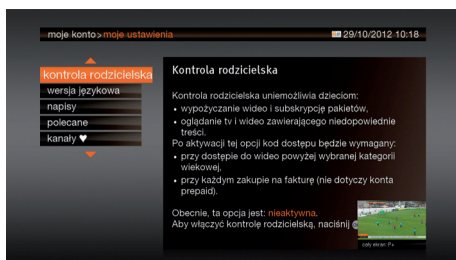 moje konto>moje ustawienia
29/10/2012 10:18
kontrola rodzicielska
wersja językowa
napisy
polecane
kanały ♥
Kontrola rodzicielska
Kontrola rodzicielska uniemożliwia dzieciom:
• wypożyczanie wideo i subskrypcję pakietów,
• oglądanie tv i wideo zawierającego niedopowiednie
treści.
Po aktywacji tej opcji kod dostępu będzie wymagany:
• przy dostępie do wideo powyżej wybranej kategorii
wiekowej,
• przy każdym zakupie na fakturę (nie dotyczy konta
prepaid).
Obecnie, ta opcja jest: nieaktywna.
Aby włączyć kontrolę rodzicielską, naciśnij
cały ekran: P+